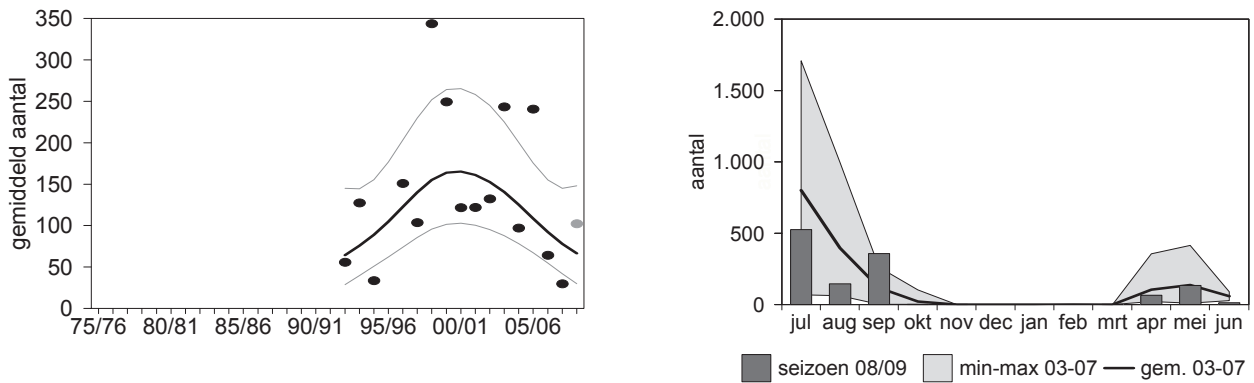 gemiddeld aantal
350
300
250
200
150
100
50
0
75/76 80/81 85/86 90/91 95/96 00/01 05/06
aantal
2.000
1.500
1.000
500
0
jul aug sep okt nov dec jan feb mrt apr mei jun
seizoen 08/09 min-max 03-07 gem. 03-07